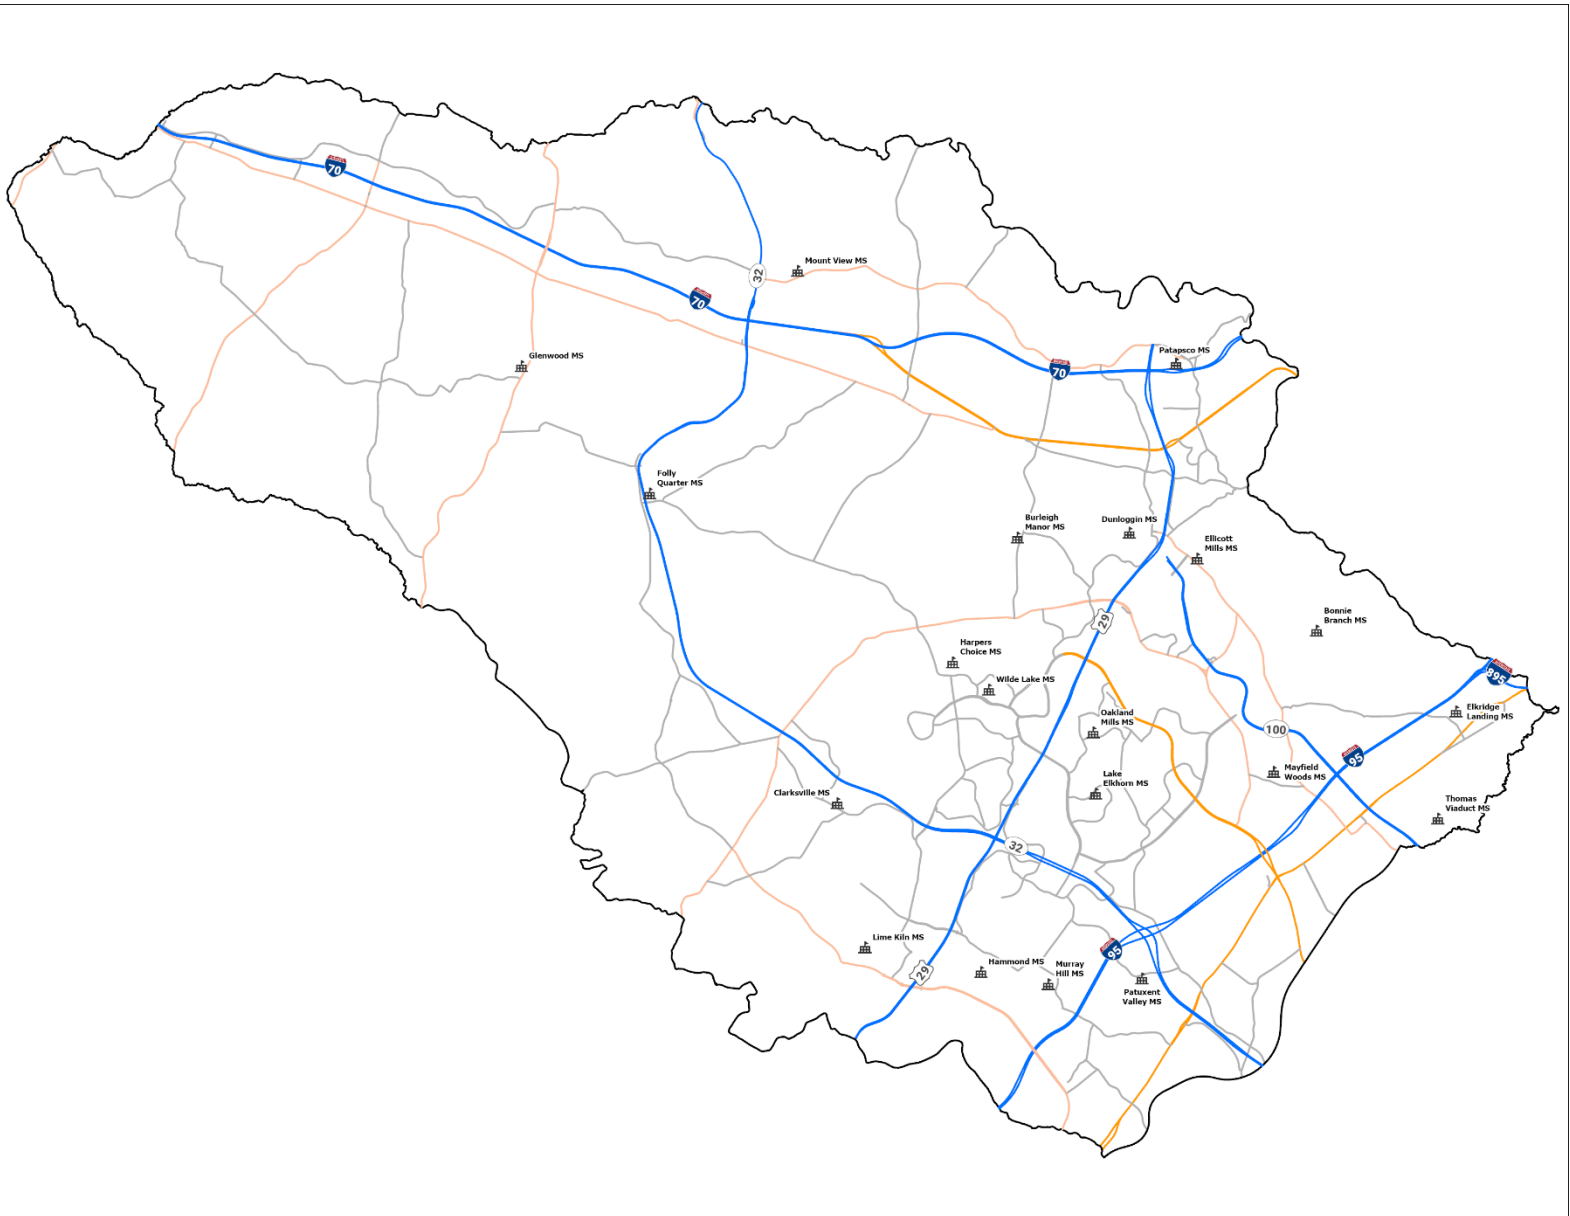 70
Mount View MS
32
70
Glenwood MS
Patapsco MS
70
Folly
Quarter MS
Burleigh
Manor MS
Dunloggin MS
Ellicott
Mills MS
Bonnie
Branch MS
29
Harpers
Choice MS
Wilde Lake MS
895
Oakland
Mills MS
Elkridge
Landing MS
100
95
Mayfield
Woods MS
Lake
Elkhorn MS
Clarksville MS
Thomas
Viaduct MS
32
Lime Kiln MS
95
29
Hammond MS
Murray
Hill MS
Patuxent
Valley MS